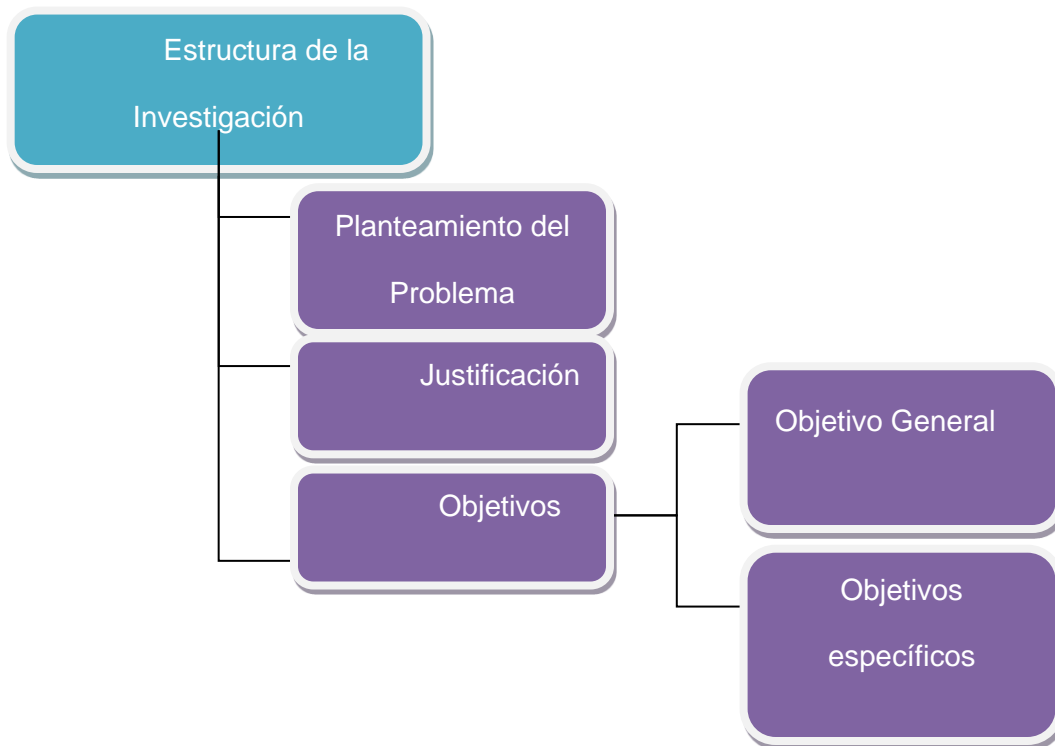 Estructura de la
Investigación
Planteamiento del
Problema
Justificación
Objetivos
Objetivo General
Objetivos
específicos